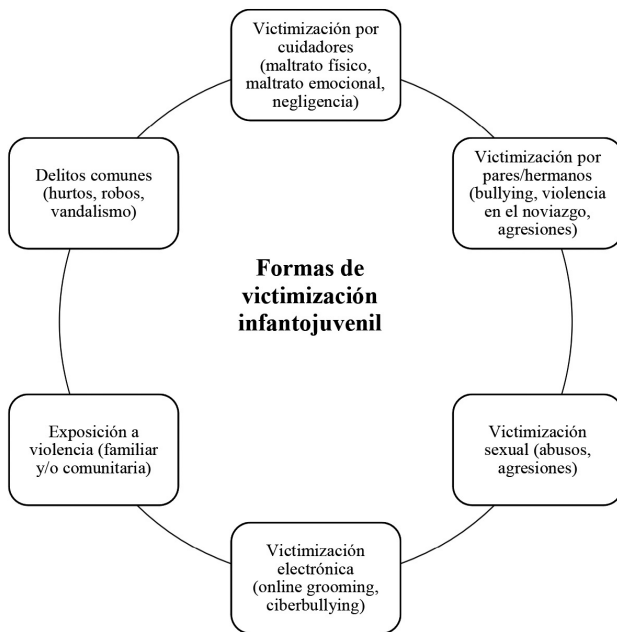 Formas de
victimización
infantojuvenil
Victimización por
cuidadores
(maltrato físico,
maltrato emocional,
negligencia)
Victimización por
pares/hermanos
(bullying, violencia
en el noviazgo,
agresiones)
Victimización
sexual (abusos,
agresiones)
Victimización
electrónica
(online grooming,
ciberbullying)
Exposición a
violencia (familiar
y/o comunitaria)
Delitos comunes
(hurtos, robos,
vandalismo)